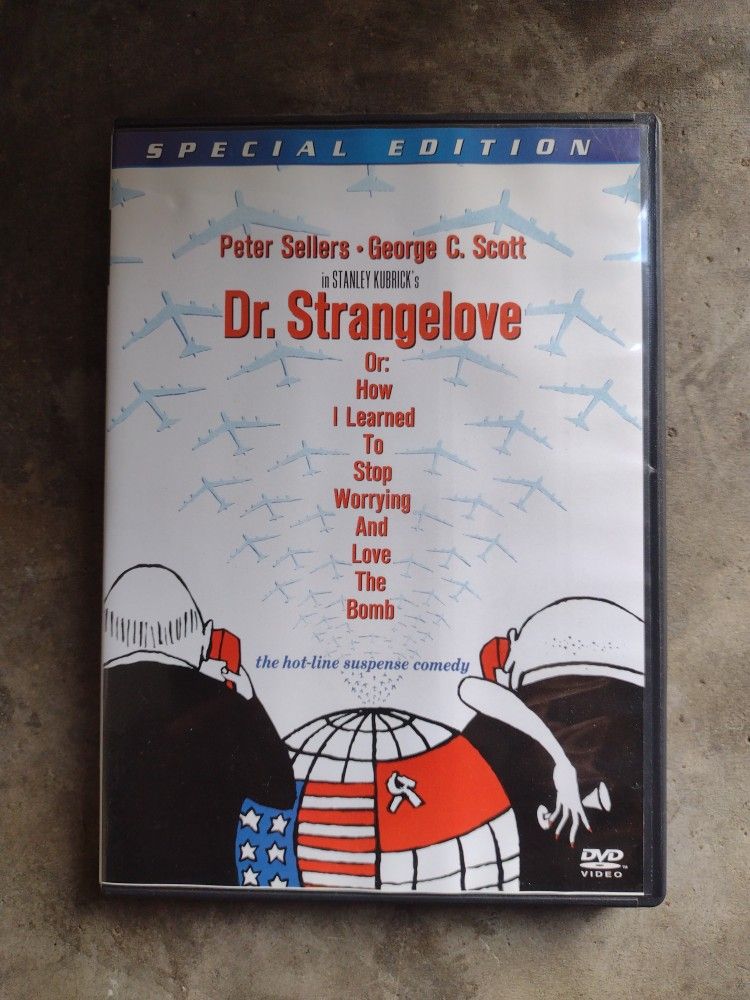 SPECIAL EDITION
Peter Sellers • George C. Scott
in STANLEY KUBRICK's
Dr. Strangelove
Or:
How
I Learned
To
Stop
Worrying
And
Love
The
Bomb
the hot-line suspense comedy
DVD
VIDEO